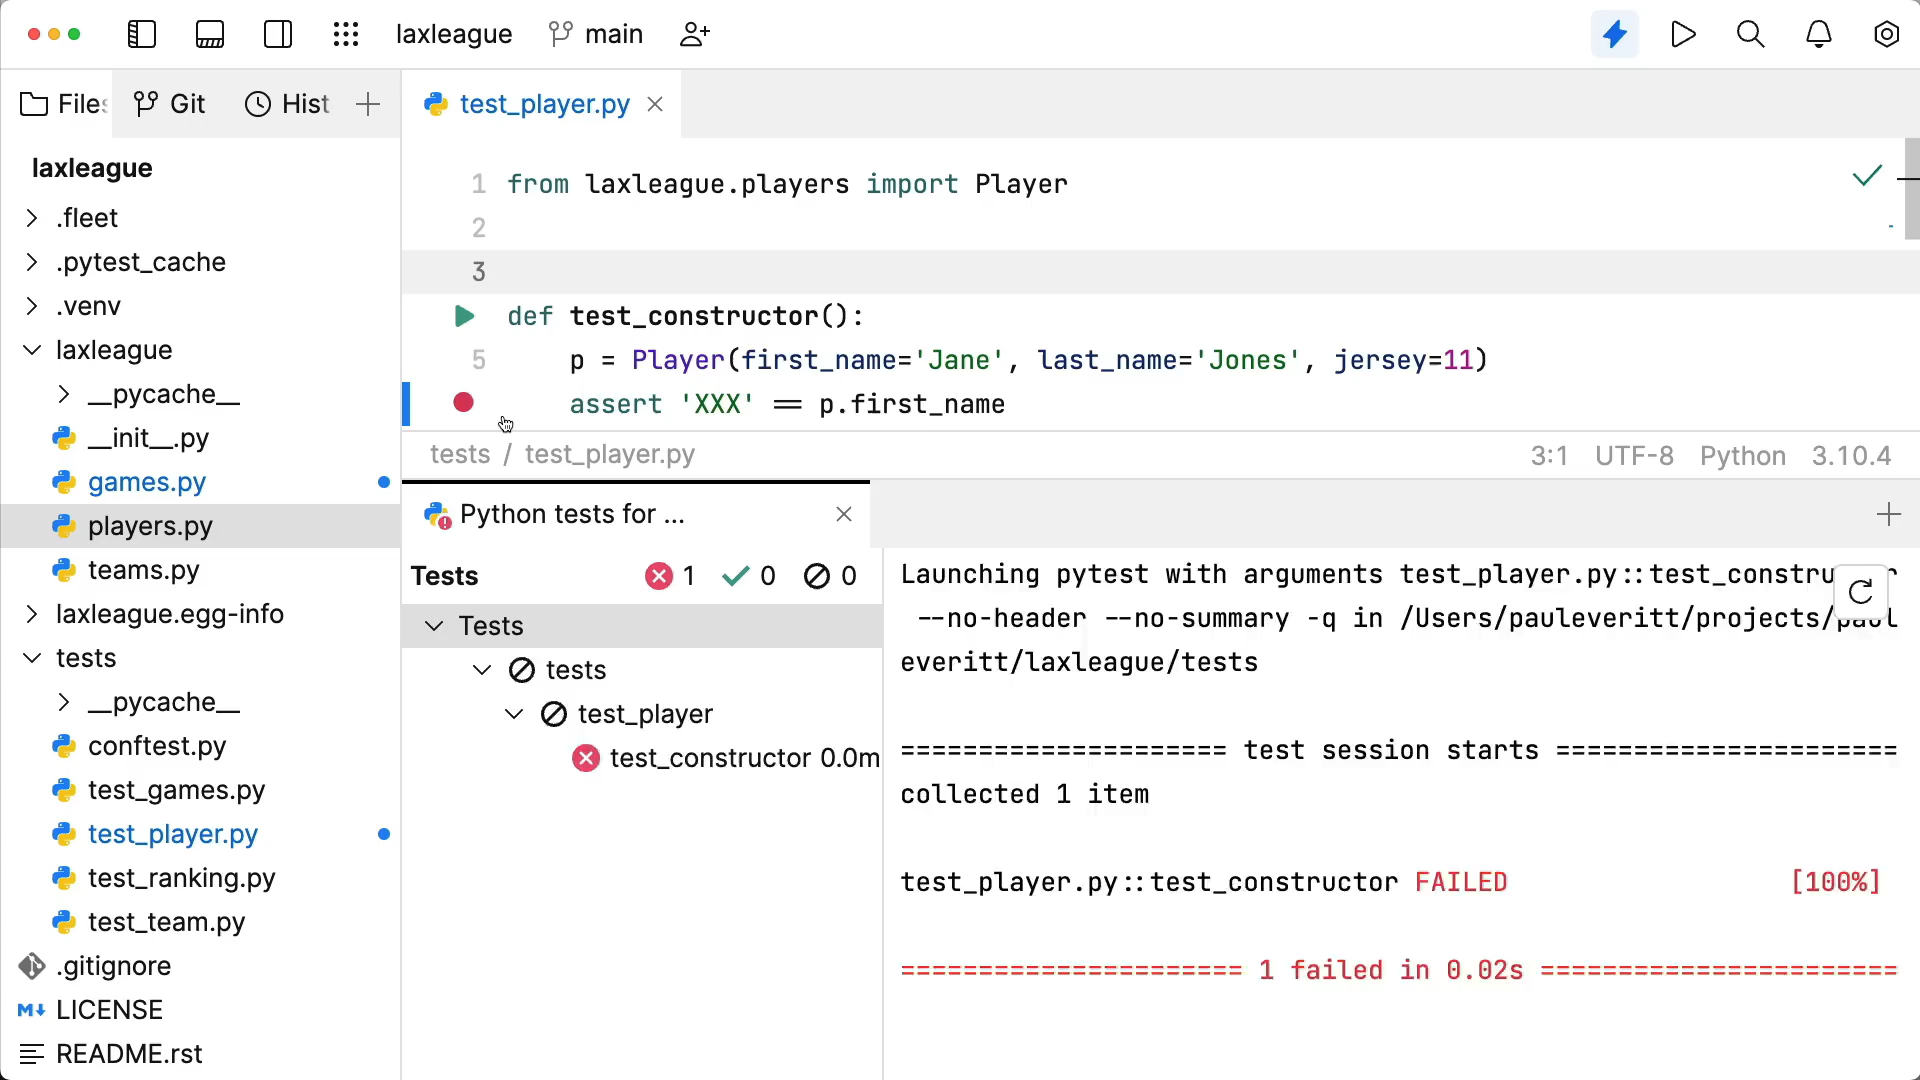 laxleague
main
Files
Git
Hist
test_player.py
laxleague
.fleet
.pytest_cache
.venv
laxleague
__pycache__
__init__.py
games.py
players.py
teams.py
laxleague.egg-info
tests
__pycache__
conftest.py
test_games.py
test_player.py
test_ranking.py
test_team.py
.gitignore
LICENSE
README.rst
1 from laxleague.players import Player
2
3
def test_constructor():
5 p = Player(first_name='Jane', last_name='Jones', jersey=11)
assert 'XXX' == p.first_name
tests / test_player.py
3:1 UTF-8 Python 3.10.4
Python tests for ...
Tests 1 0 0
Tests
tests
test_player
test_constructor 0.0m
Launching pytest with arguments test_player.py::test_constructor
--no-header --no-summary -q in /Users/pauleveritt/projects/paul
everitt/laxleague/tests
===================== test session starts ======================
collected 1 item
test_player.py::test_constructor FAILED [100%]
====================== 1 failed in 0.02s =======================